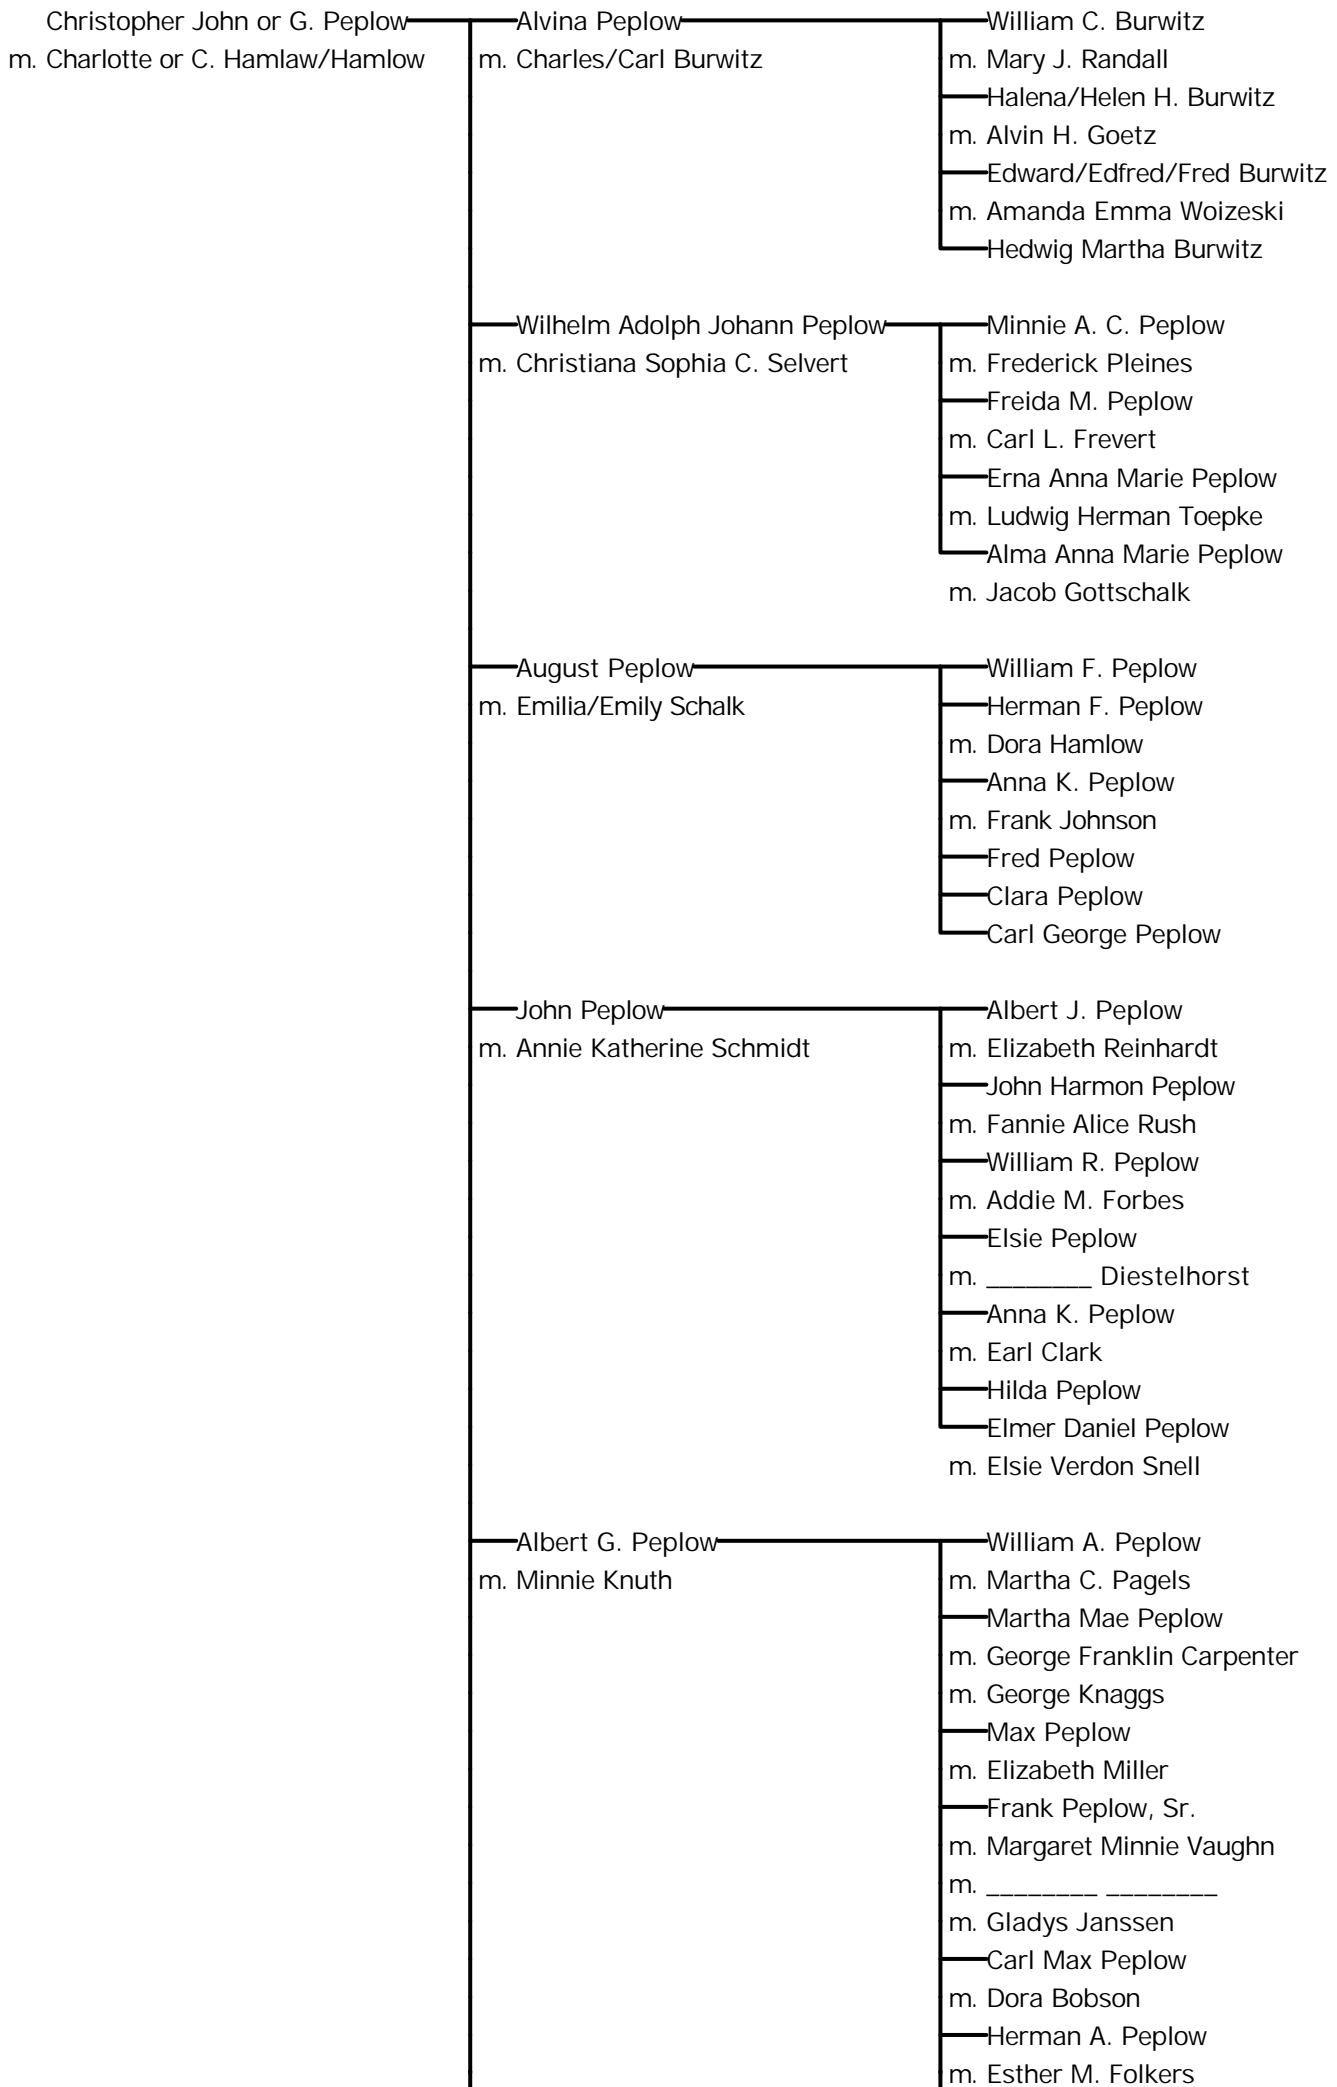 Christopher John or G. Peplow Alvina Peplow William C. Burwitz
m. Charlotte or C. Hamlaw/Hamlow m. Charles/Carl Burwitz m. Mary J. Randall
Halena/Helen H. Burwitz
m. Alvin H. Goetz
Edward/Edfred/Fred Burwitz
m. Amanda Emma Woizeski
Hedwig Martha Burwitz
Wilhelm Adolph Johann Peplow Minnie A. C. Peplow
m. Christiana Sophia C. Selvert m. Frederick Pleines
Freida M. Peplow
m. Carl L. Frevert
Erna Anna Marie Peplow
m. Ludwig Herman Toepke
Alma Anna Marie Peplow
m. Jacob Gottschalk
August Peplow William F. Peplow
m. Emilia/Emily Schalk Herman F. Peplow
m. Dora Hamlow
Anna K. Peplow
m. Frank Johnson
Fred Peplow
Clara Peplow
Carl George Peplow
John Peplow Albert J. Peplow
m. Annie Katherine Schmidt m. Elizabeth Reinhardt
John Harmon Peplow
m. Fannie Alice Rush
William R. Peplow
m. Addie M. Forbes
Elsie Peplow
m. ________ Diestelhorst
Anna K. Peplow
m. Earl Clark
Hilda Peplow
Elmer Daniel Peplow
m. Elsie Verdon Snell
Albert G. Peplow William A. Peplow
m. Minnie Knuth m. Martha C. Pagels
Martha Mae Peplow
m. George Franklin Carpenter
m. George Knaggs
Max Peplow
m. Elizabeth Miller
Frank Peplow, Sr.
m. Margaret Minnie Vaughn
m. ________ ________
m. Gladys Janssen
Carl Max Peplow
m. Dora Bobson
Herman A. Peplow
m. Esther M. Folkers